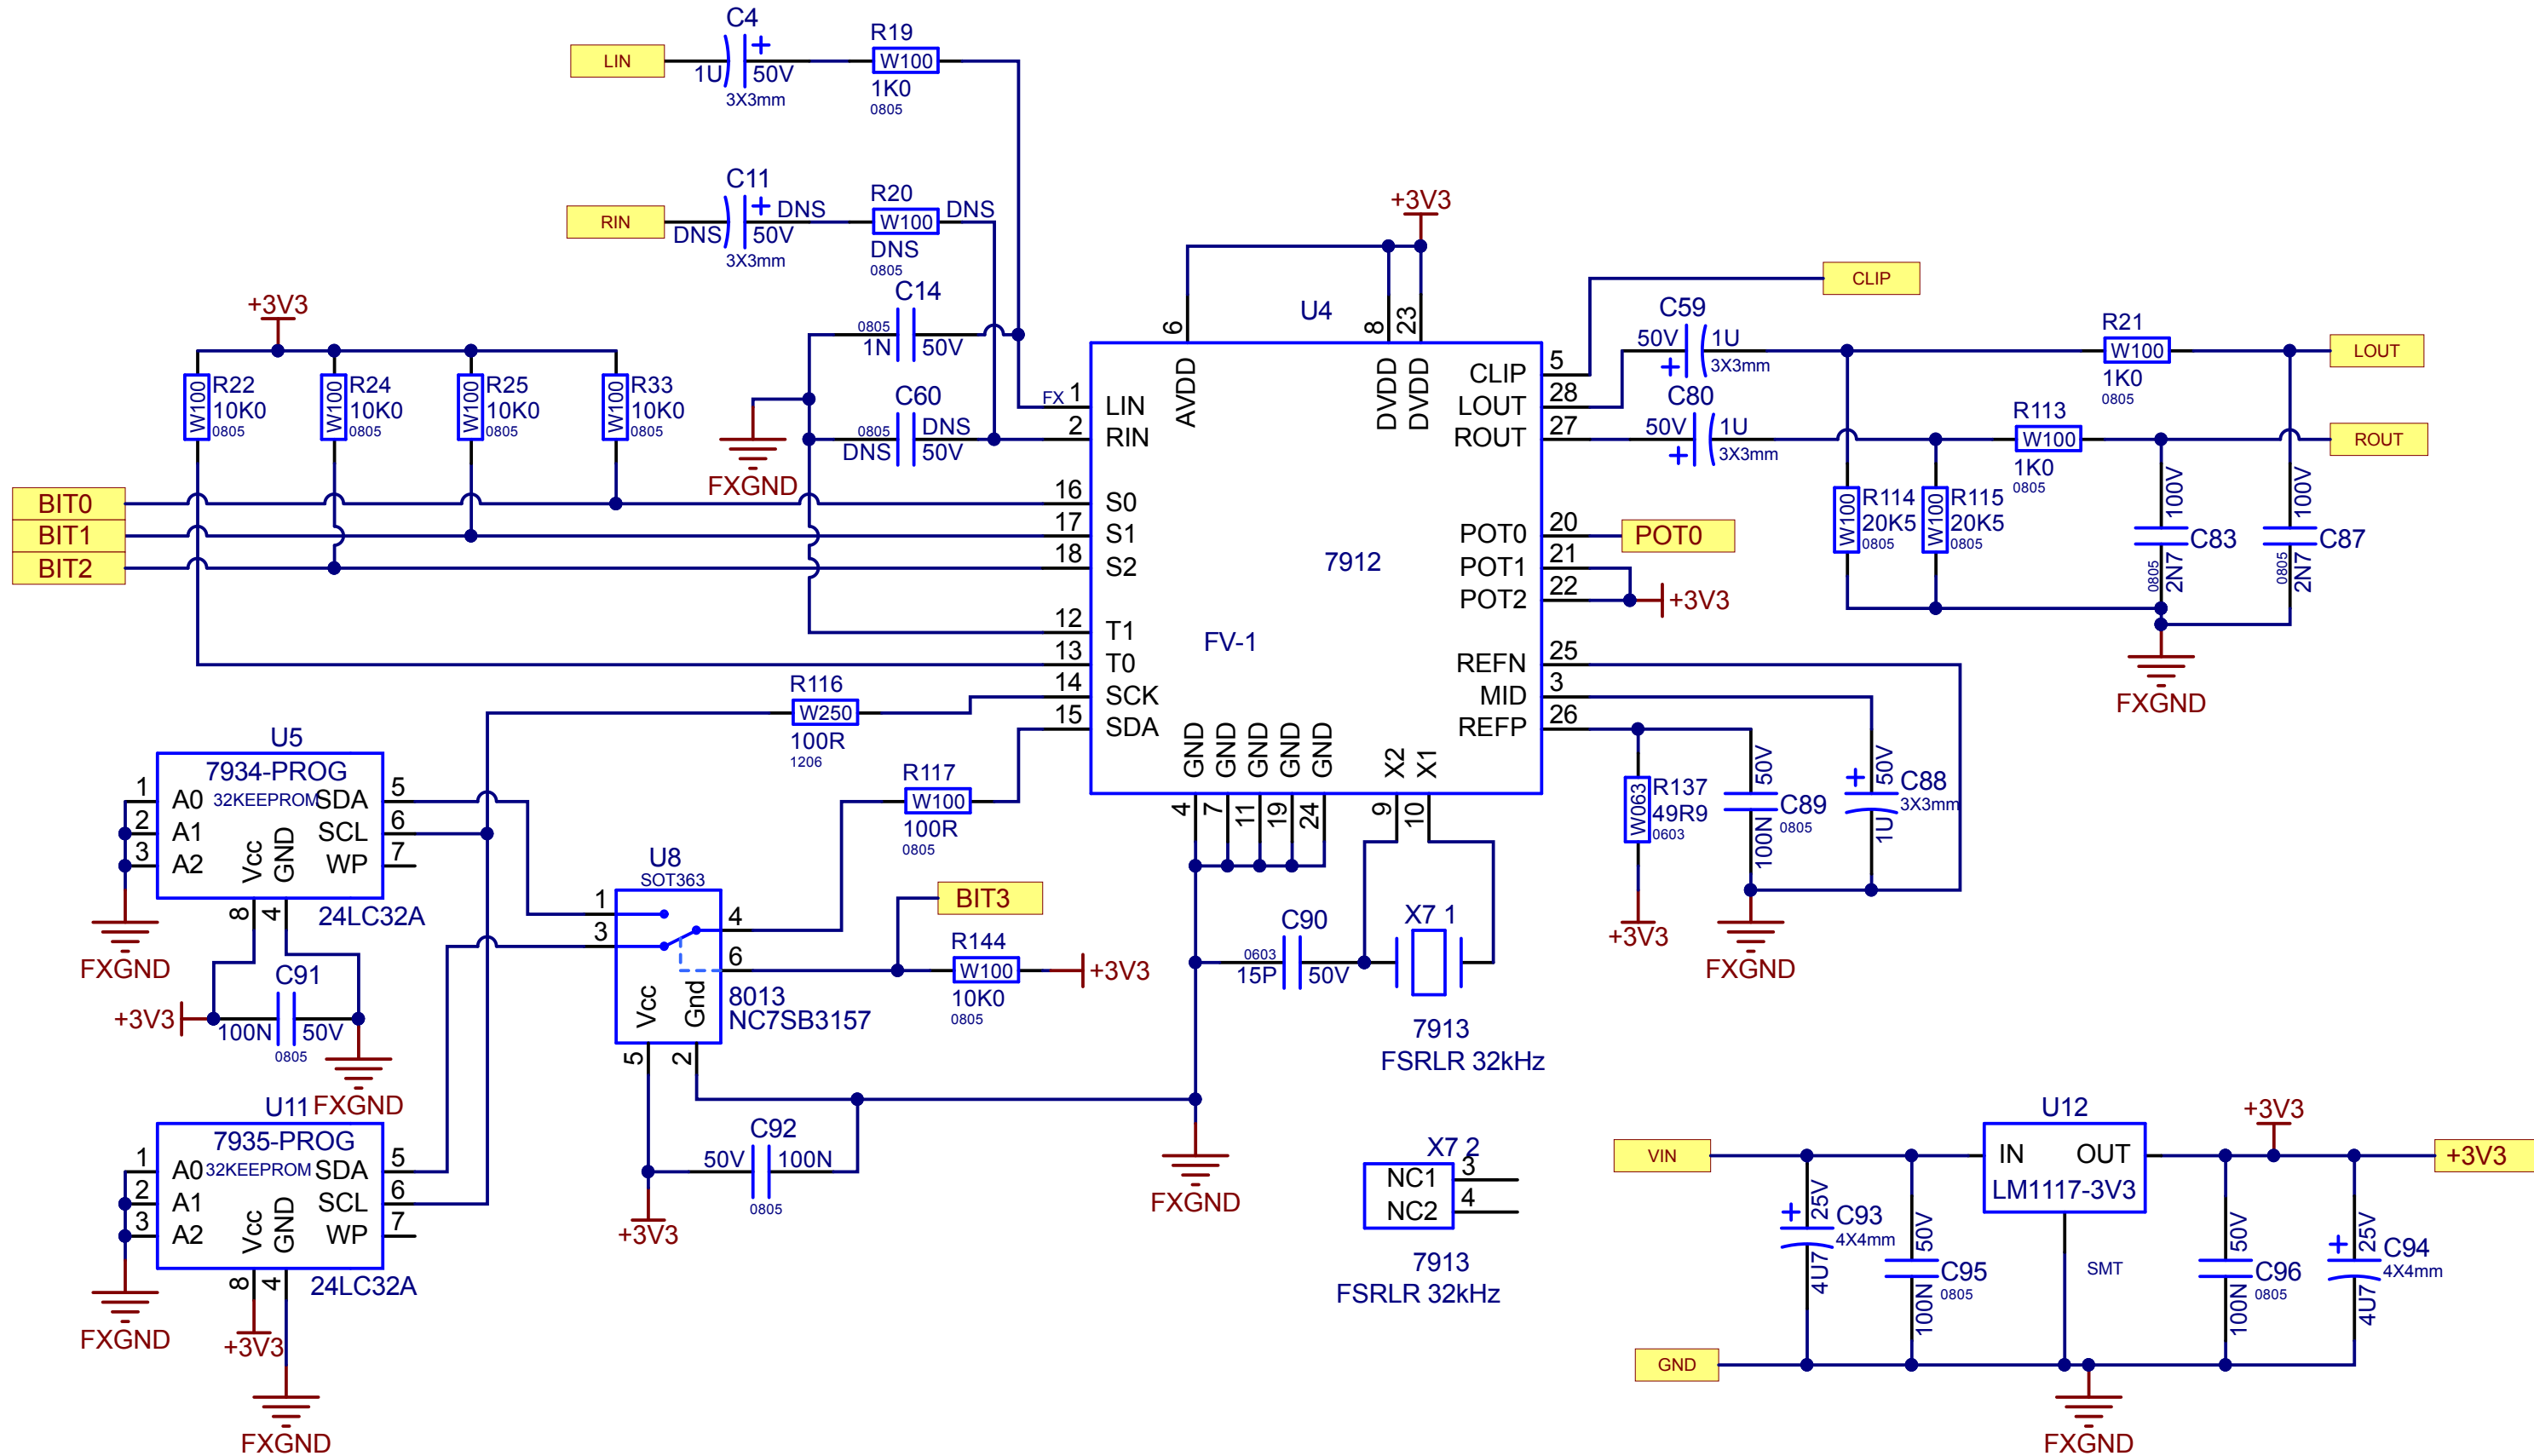 C4
LIN
1U
50V
3X3mm
R19
W100
1K0
0805
C11
RIN
DNS
DNS
50V
3X3mm
R20
W100
DNS
DNS
0805
C14
0805
1N
50V
C60
0805
DNS
DNS
50V
FXGND
+3V3
R22
W100
10K0
0805
R24
W100
10K0
0805
R25
W100
10K0
0805
R33
W100
10K0
0805
BIT0
BIT1
BIT2
+3V3
U4
7912
FV-1
6
AVDD
8
DVDD
23
DVDD
FX
1
LIN
2
RIN
16
S0
17
S1
18
S2
12
T1
13
T0
14
SCK
15
SDA
CLIP
5
LOUT
28
ROUT
27
POT0
20
POT1
21
POT2
22
REFN
25
MID
3
REFP
26
GND
GND
GND
GND
GND
4
7
11
19
24
X2
X1
9
10
CLIP
C59
50V
1U
3X3mm
C80
50V
1U
3X3mm
R21
W100
1K0
0805
LOUT
R113
W100
1K0
0805
ROUT
R114
W100
20K5
0805
R115
W100
20K5
0805
100V
C83
0805
2N7
100V
C87
0805
2N7
FXGND
POT0
+3V3
R137
W063
49R9
0603
+3V3
50V
C89
0805
100N
50V
C88
3X3mm
1U
FXGND
R116
W250
100R
1206
R117
W100
100R
0805
U5
7934-PROG
32KEEPROM
1
A0
2
A1
3
A2
SDA
5
SCL
6
WP
7
Vcc
GND
8
4
24LC32A
FXGND
C91
+3V3
100N
50V
0805
FXGND
U11
7935-PROG
32KEEPROM
1
A0
2
A1
3
A2
SDA
5
SCL
6
WP
7
Vcc
GND
8
4
24LC32A
FXGND
+3V3
FXGND
U8
SOT363
1
3
4
6
Vcc
Gnd
5
2
8013
NC7SB3157
BIT3
R144
W100
10K0
0805
+3V3
C92
50V
100N
0805
+3V3
C90
0603
15P
50V
X7 1
7913
FSRLR 32kHz
FXGND
X7 2
NC1
3
NC2
4
7913
FSRLR 32kHz
U12
IN
OUT
LM1117-3V3
SMT
VIN
GND
25V
C93
4X4mm
4U7
50V
C95
0805
100N
+3V3
+3V3
50V
C96
0805
100N
25V
C94
4X4mm
4U7
FXGND